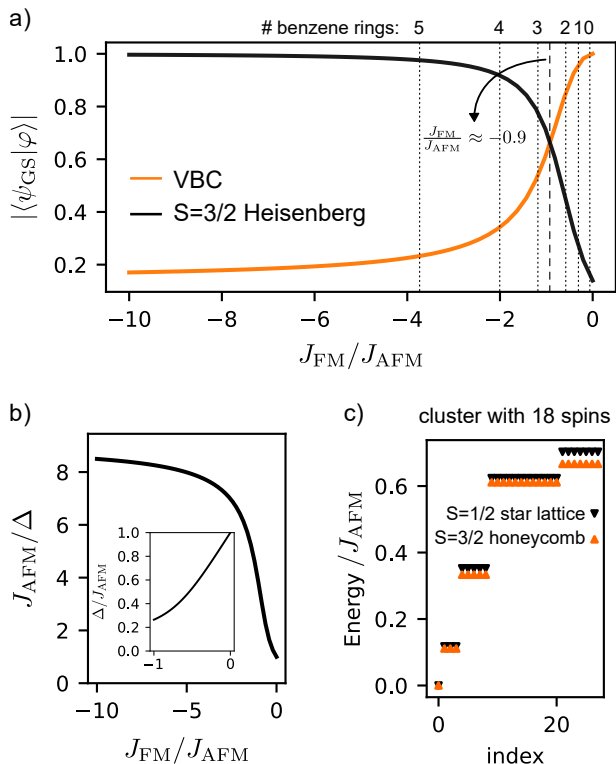 a)
# benzene rings: 5 4 3 2 1 0
1.0
0.8
0.6
0.4
0.2
|⟨ψ_GS|φ⟩|
J_FM/J_AFM ≈ −0.9
VBC
S=3/2 Heisenberg
−10 −8 −6 −4 −2 0
J_FM/J_AFM
b)
8
6
4
2
0
J_AFM/Δ
1.0
0.8
0.6
0.4
0.2
0.0
Δ/J_AFM
−1 0
−10 −5 0
J_FM/J_AFM
c)
cluster with 18 spins
0.6
0.4
0.2
0.0
Energy / J_AFM
S=1/2 star lattice
S=3/2 honeycomb
0 20
index